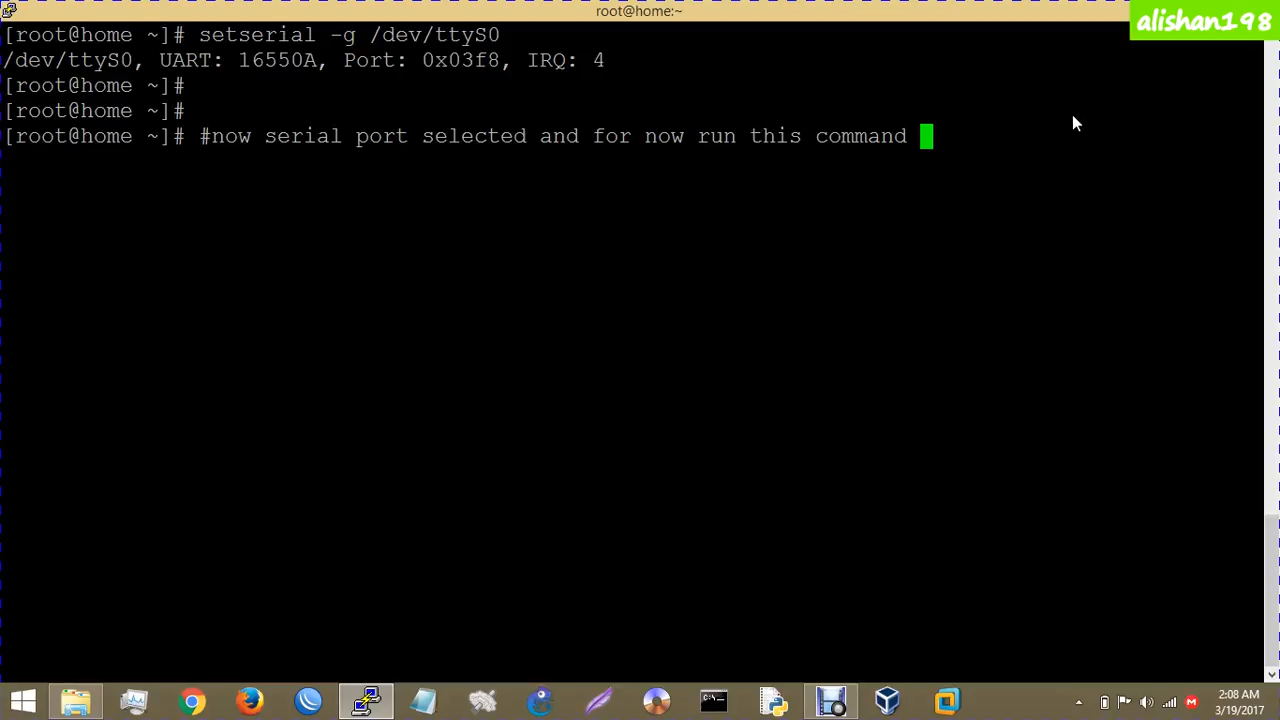 root@home:~
alishan198
[root@home ~]# setserial -g /dev/ttyS0
/dev/ttyS0, UART: 16550A, Port: 0x03f8, IRQ: 4
[root@home ~]#
[root@home ~]#
[root@home ~]# #now serial port selected and for now run this command
2:08 AM
3/19/2017